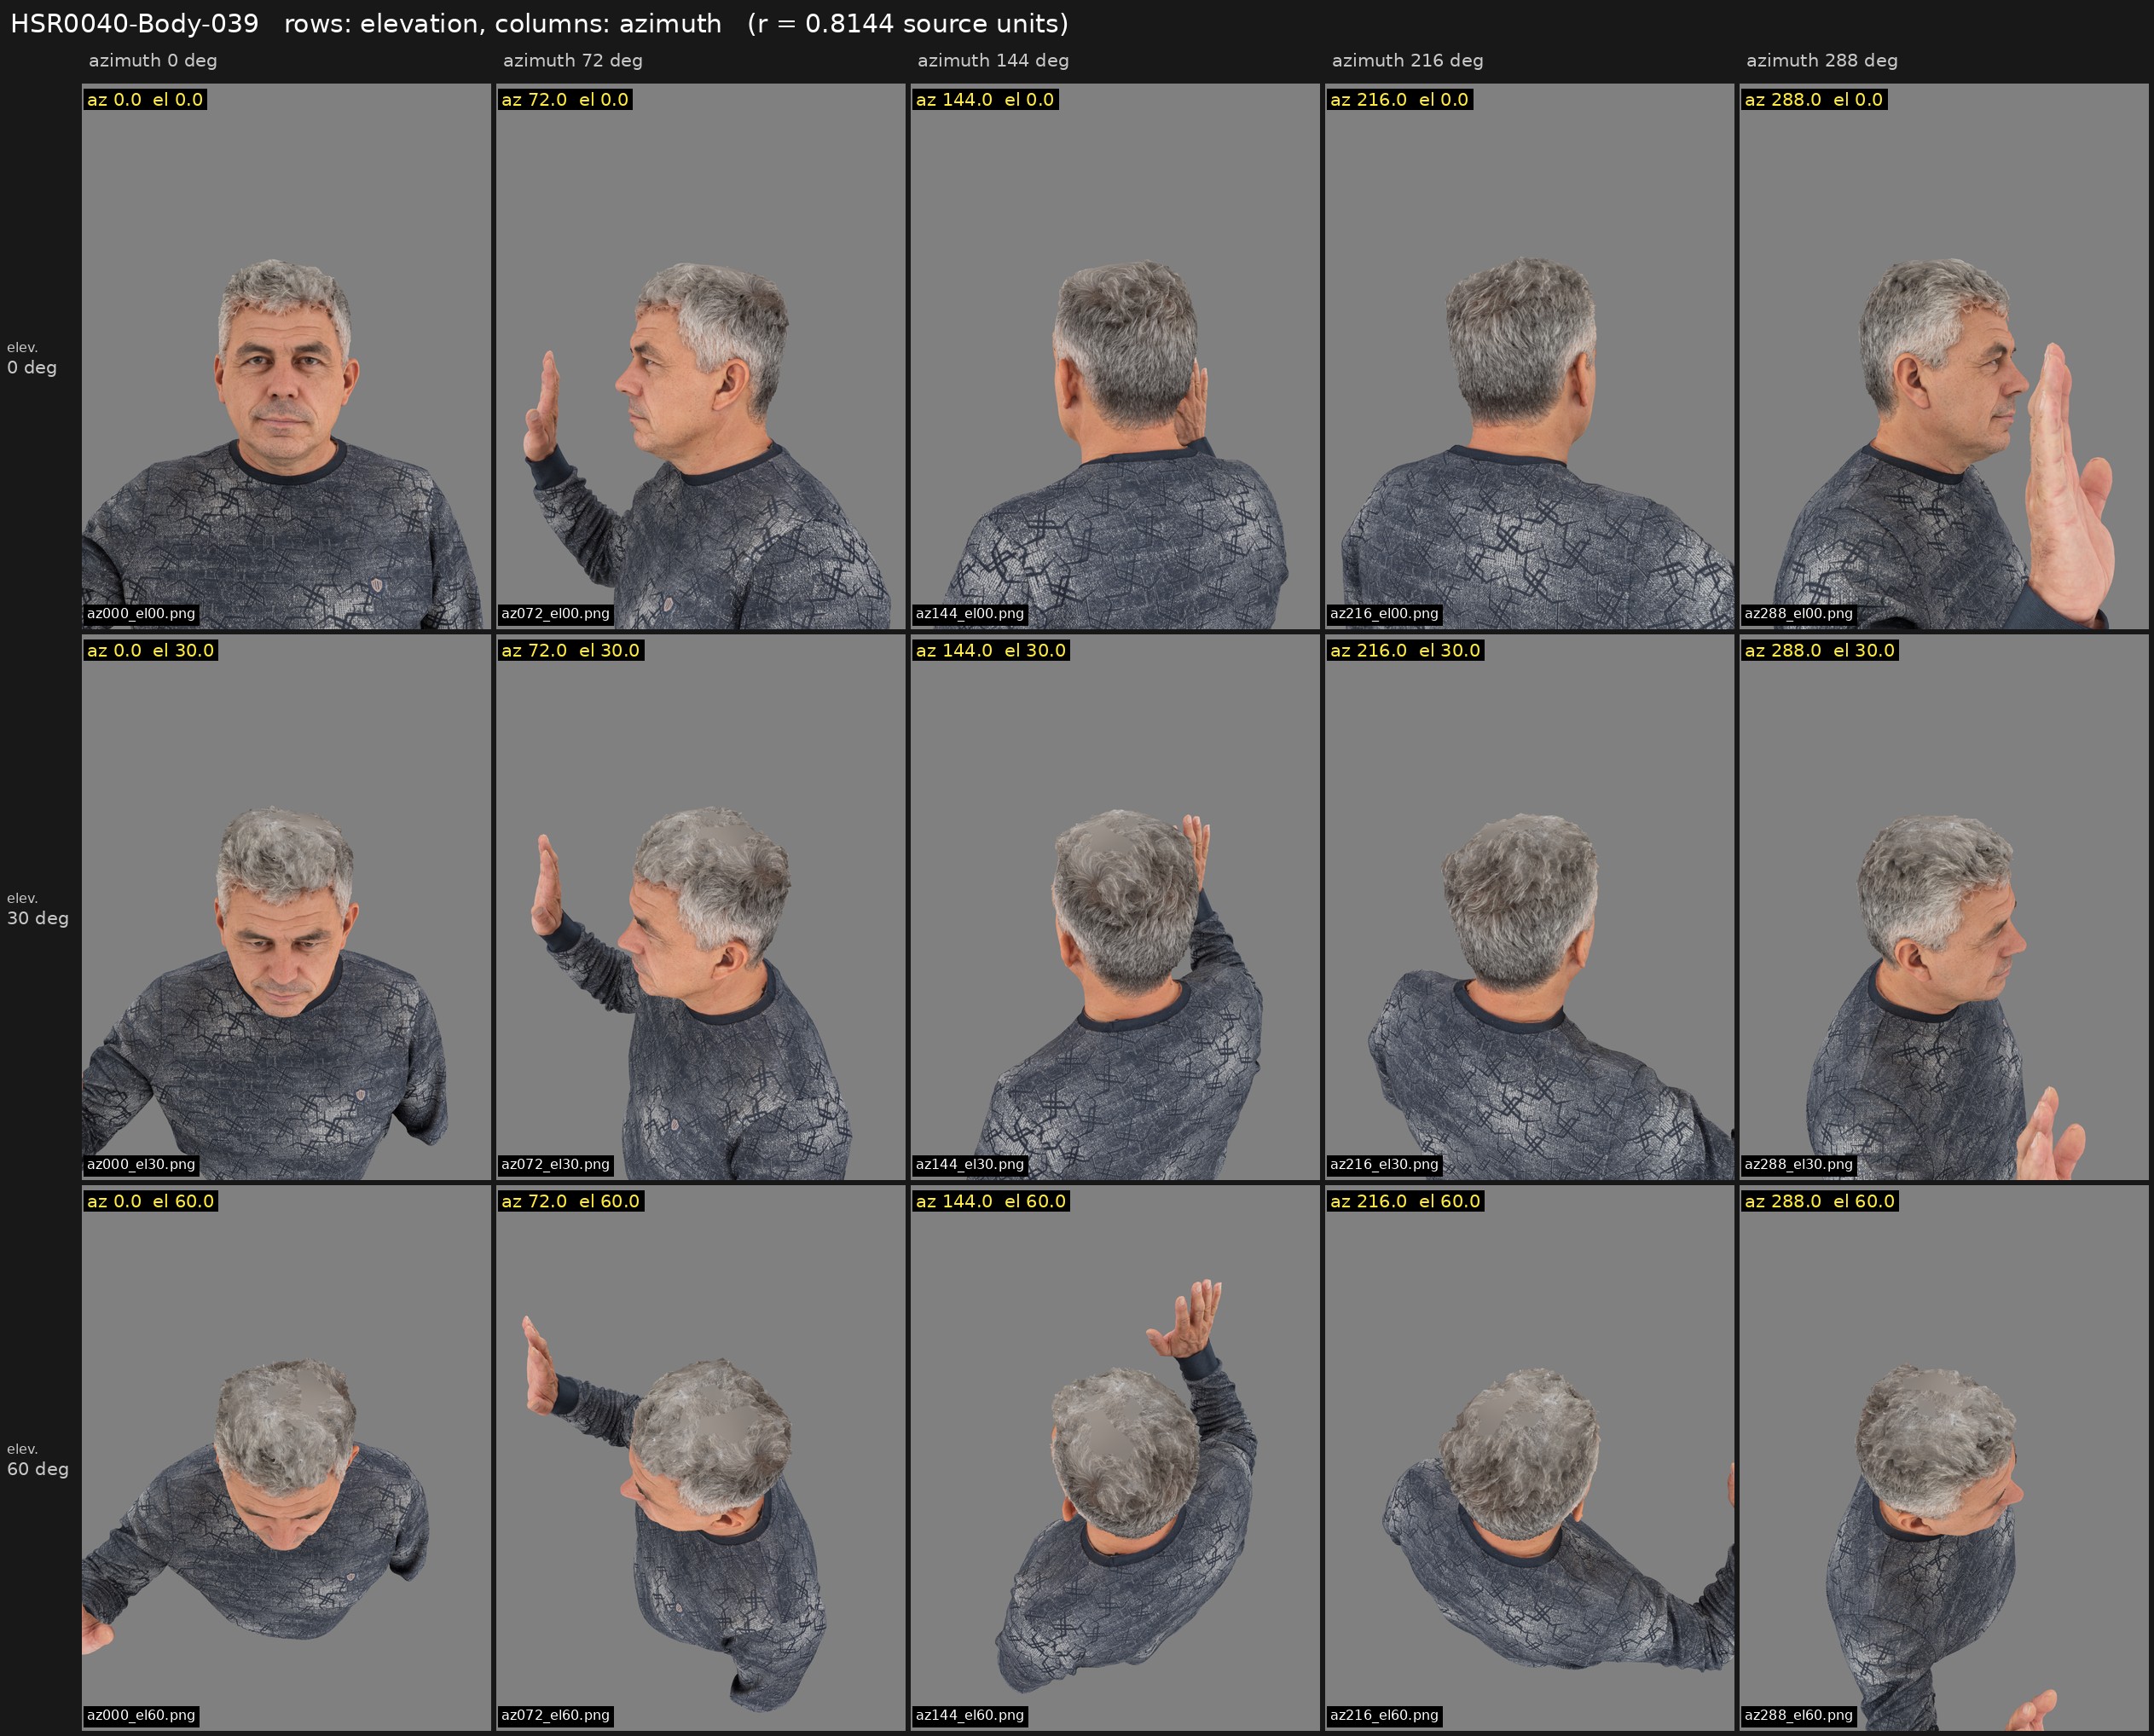 HSR0040-Body-039   rows: elevation, columns: azimuth   (r = 0.8144 source units)
azimuth 0 deg
azimuth 72 deg
azimuth 144 deg
azimuth 216 deg
azimuth 288 deg
elev.
0 deg
az 0.0  el 0.0
az000_el00.png
az 72.0  el 0.0
az072_el00.png
az 144.0  el 0.0
az144_el00.png
az 216.0  el 0.0
az216_el00.png
az 288.0  el 0.0
az288_el00.png
elev.
30 deg
az 0.0  el 30.0
az000_el30.png
az 72.0  el 30.0
az072_el30.png
az 144.0  el 30.0
az144_el30.png
az 216.0  el 30.0
az216_el30.png
az 288.0  el 30.0
az288_el30.png
elev.
60 deg
az 0.0  el 60.0
az000_el60.png
az 72.0  el 60.0
az072_el60.png
az 144.0  el 60.0
az144_el60.png
az 216.0  el 60.0
az216_el60.png
az 288.0  el 60.0
az288_el60.png